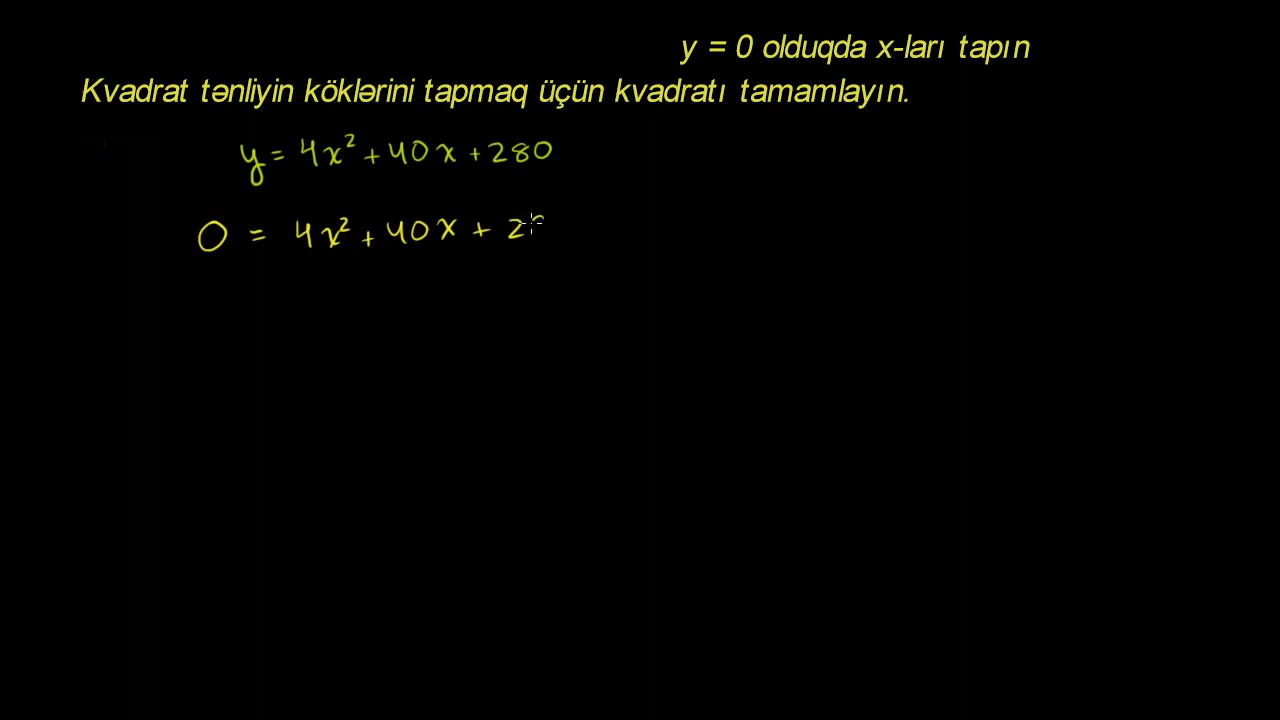 y = 0 olduqda x-ları tapın
Kvadrat tənliyin köklərini tapmaq üçün kvadratı tamamlayın.
y = 4x² + 40x + 280
0 = 4x² + 40x + 2